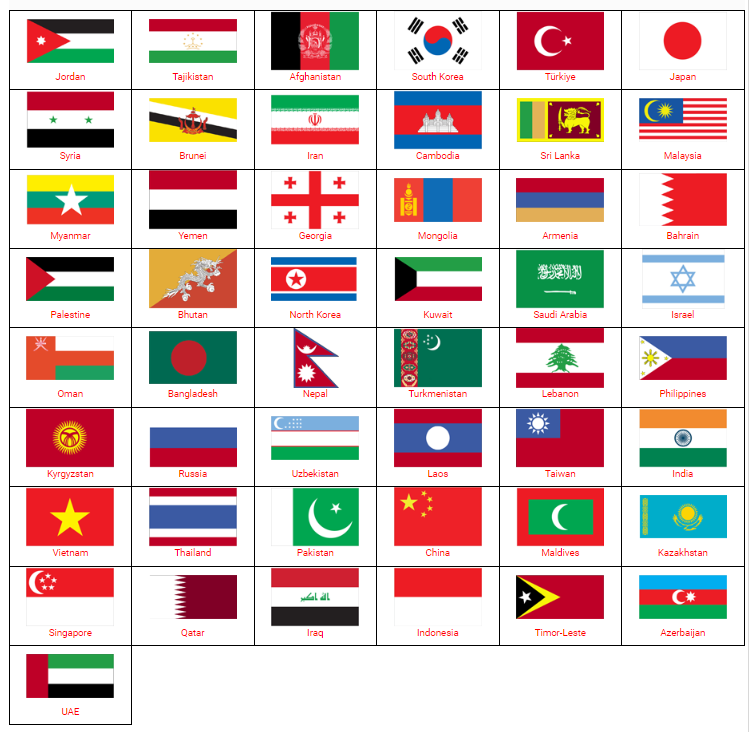 Jordan
Tajikistan
Afghanistan
South Korea
Türkiye
Japan
Syria
Brunei
Iran
Cambodia
Sri Lanka
Malaysia
Myanmar
Yemen
Georgia
Mongolia
Armenia
Bahrain
Palestine
Bhutan
North Korea
Kuwait
Saudi Arabia
Israel
Oman
Bangladesh
Nepal
Turkmenistan
Lebanon
Philippines
Kyrgyzstan
Russia
Uzbekistan
Laos
Taiwan
India
Vietnam
Thailand
Pakistan
China
Maldives
Kazakhstan
Singapore
Qatar
الله اكبر
Iraq
Indonesia
Timor-Leste
Azerbaijan
UAE